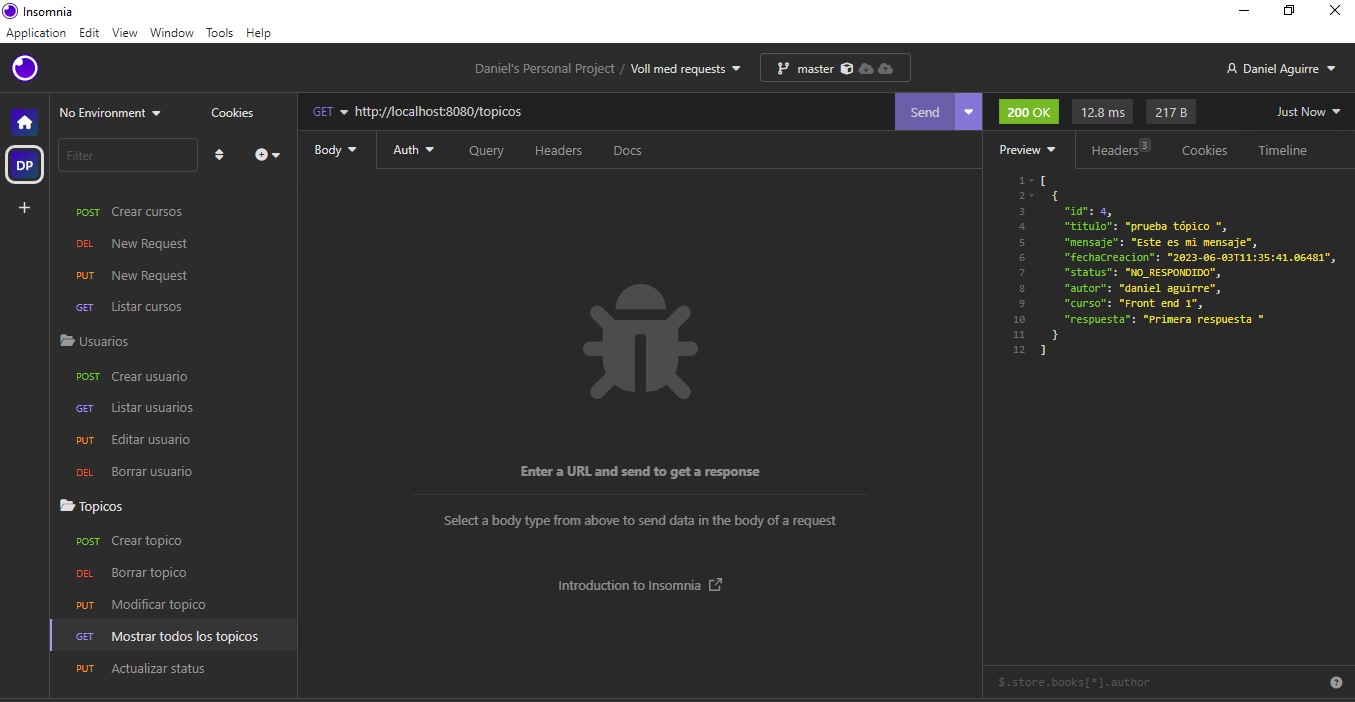 Insomnia
Application Edit View Window Tools Help
Daniel's Personal Project / Voll med requests master Daniel Aguirre
DP
No Environment Cookies
Filter
POST Crear cursos
DEL New Request
PUT New Request
GET Listar cursos
Usuarios
POST Crear usuario
GET Listar usuarios
PUT Editar usuario
DEL Borrar usuario
Topicos
POST Crear topico
DEL Borrar topico
PUT Modificar topico
GET Mostrar todos los topicos
PUT Actualizar status
GET http://localhost:8080/topicos Send
Body Auth Query Headers Docs
Enter a URL and send to get a response
Select a body type from above to send data in the body of a request
Introduction to Insomnia
200 OK 12.8 ms 217 B Just Now
Preview Headers 3 Cookies Timeline
1 [
2 {
3 "id": 4,
4 "titulo": "prueba tópico ",
5 "mensaje": "Este es mi mensaje",
6 "fechaCreacion": "2023-06-03T11:35:41.06481",
7 "status": "NO_RESPONDIDO",
8 "autor": "daniel aguirre",
9 "curso": "Front end 1",
10 "respuesta": "Primera respuesta "
11 }
12 ]
$.store.books[*].author ?